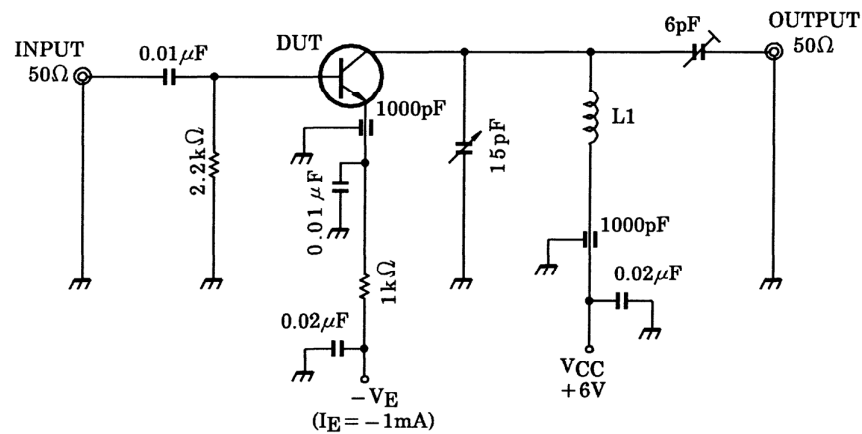 INPUT
50Ω
0.01μF
DUT
6pF
OUTPUT
50Ω
1000pF
2.2kΩ
0.01μF
15pF
L1
1000pF
1kΩ
0.02μF
0.02μF
−VE
(IE = −1mA)
VCC
+6V